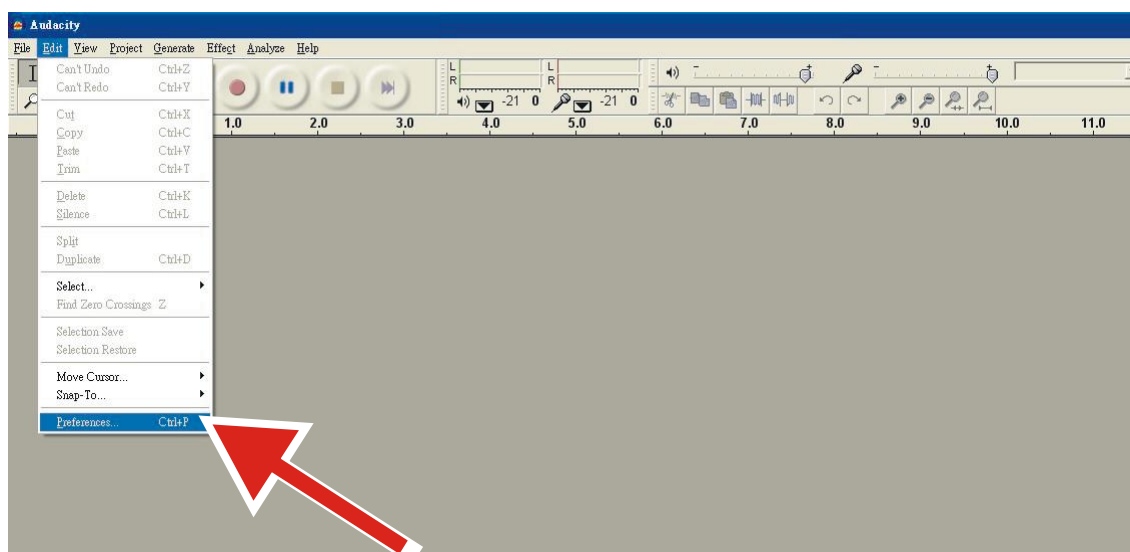 Audacity
File Edit View Project Generate Effect Analyze Help
Can't Undo Ctrl+Z
Can't Redo Ctrl+Y
Cut Ctrl+X
Copy Ctrl+C
Paste Ctrl+V
Trim Ctrl+T
Delete Ctrl+K
Silence Ctrl+L
Split
Duplicate Ctrl+D
Select...
Find Zero Crossings Z
Selection Save
Selection Restore
Move Cursor...
Snap-To...
Preferences... Ctrl+P
L L
R R
-21 0 -21 0
1.0 2.0 3.0 4.0 5.0 6.0 7.0 8.0 9.0 10.0 11.0